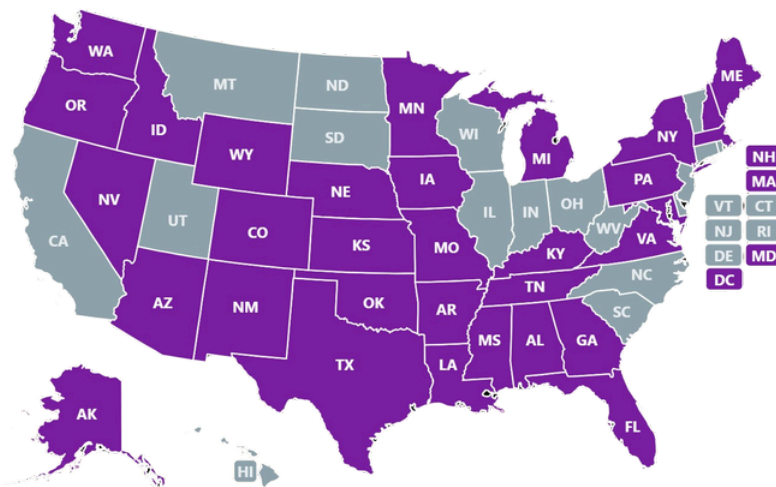 WA
MT
ND
MN
ME
OR
ID
SD
WI
MI
NY
WY
NH
IA
PA
MA
NV
NE
IL
IN
OH
VT
CT
UT
CO
WV
NJ
RI
CA
KS
MO
KY
VA
DE
MD
NC
DC
AZ
NM
OK
AR
TN
SC
MS
AL
GA
TX
LA
AK
FL
HI